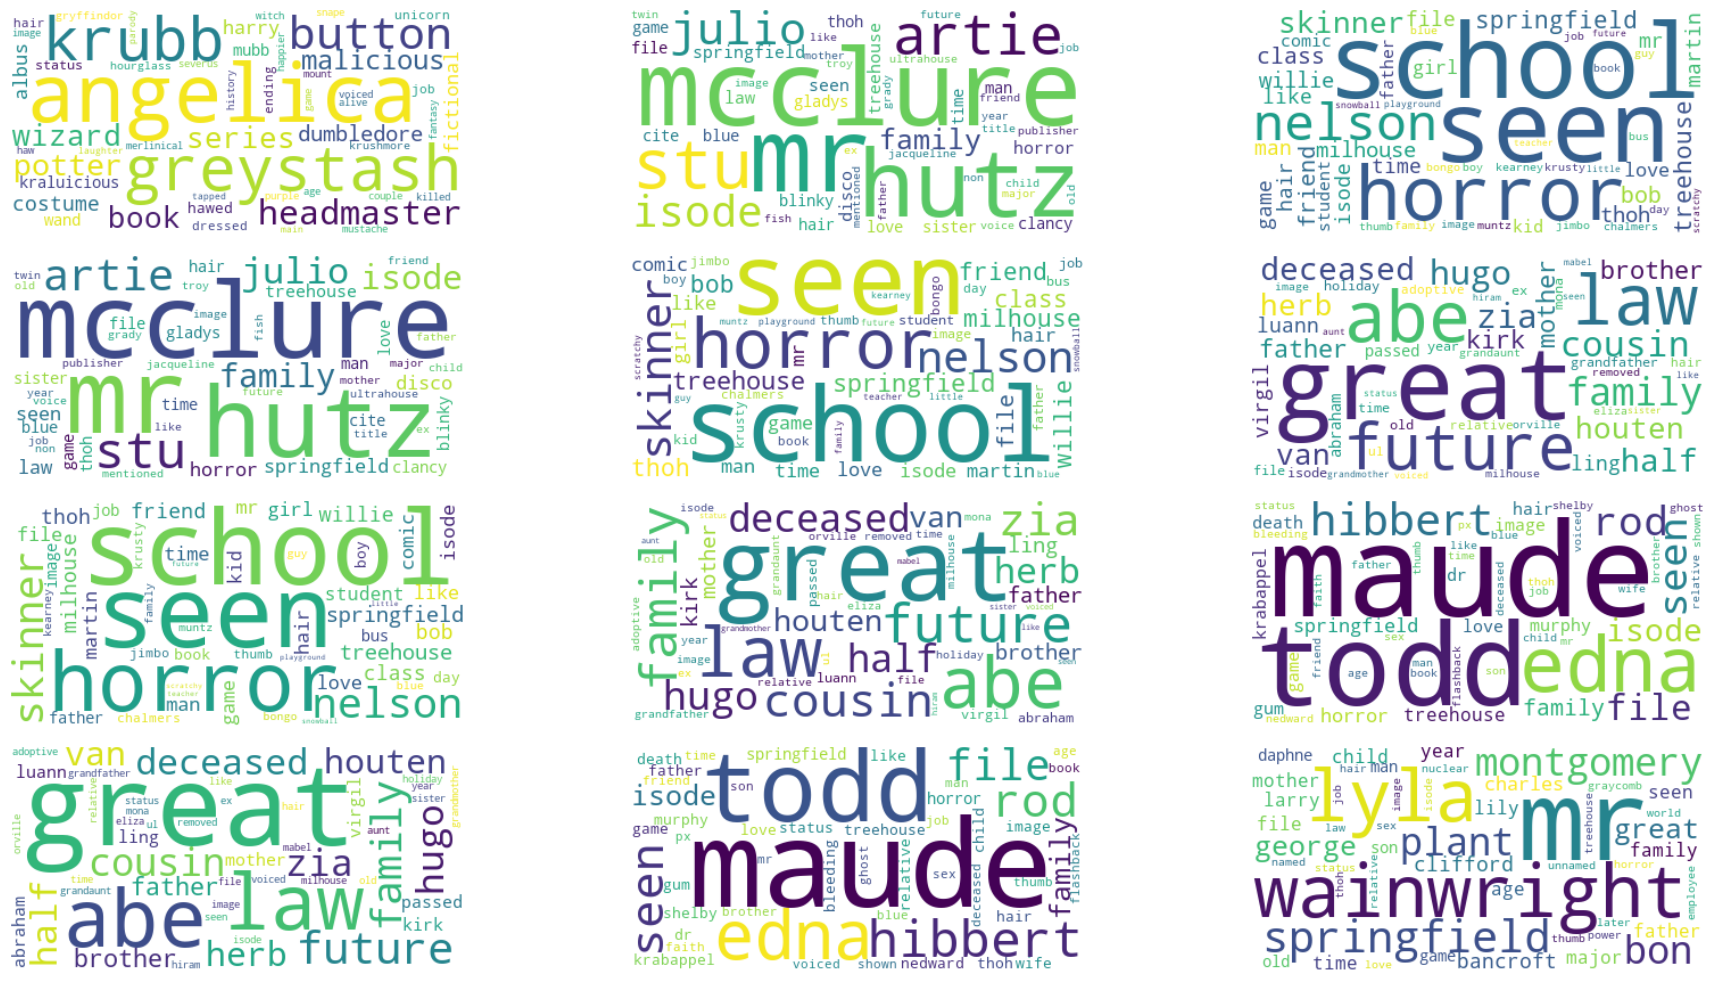 hair gryffindor parody witch snape unicorn
image krubb harry button
albus status mubb happier malicious
hourglass severus mount job
angelica history ending game voiced alive fictional
wizard series dumbledore fantasy
haw laughter merlinical krushmore
potter greystash
kraluicious tapped purple age couple killed
costume book hawed headmaster
wand dressed main mustache
twin julio thoh future artie
game like job
file springfield mother ultrahouse
mcclure troy treehouse
image seen man
law gladys grady time friend
year title
cite blue mr family publisher
stu ex jacqueline horror
hutz
isode blinky disco mentioned non child major old
fish hair father love sister voice clancy
skinner file springfield mr
comic blue job future guy martin
class school father girl book
willie
like snowball playground
nelson seen treehouse
man milhouse teacher bus
time bongo boy kearney krusty little love
game hair friend student isode horror bob
thoh day scratchy
thumb family image muntz kid jimbo chalmers
twin artie hair julio friend isode
old troy treehouse
mcclure
file image fish love
grady gladys father
publisher jacqueline man major child
sister mr family mother disco
year voice future ultrahouse
seen time hutz cite blinky
blue like title ex
job non game thoh stu
law mentioned horror springfield clancy
comic jimbo seen friend job
boy bob day bus
like kearney bongo class
skinner girl muntz playground thumb future student milhouse
horror image hair snowball
scratchy mr nelson
treehouse springfield
guy chalmers teacher little
school game file father willie
kid krusty book family
thoh man time love isode martin blue
deceased hugo mother mabel brother
image holiday adoptive ex mona seen
herb hiram law
luann aunt abe zia
father kirk cousin
passed year grandaunt grandfather hair
virgil great removed like
status family
time eliza sister
abraham old relative orville houten
van future
ul ling half
file isode grandmother voiced milhouse
thoh job friend mr girl willie
file krusty school comic isode
skinner image milhouse time guy boy
future kid
kearney family seen student like
martin little springfield
muntz hair bus bob
jimbo book thumb playground treehouse
horror scratchy love class day
teacher man game blue nelson
father chalmers bongo snowball
isode status deceased van mona zia
family aunt orville removed time
old mother great ling
grandaunt passed mabel milhouse herb
kirk hair father
adoptive eliza houten sister voiced
grandmother future like
year law brother
image ul half holiday seen
ex relative luann file abe
hugo cousin hiram
grandfather virgil abraham
status hibbert hair shelby rod ghost
death px image voiced
bleeding like blue seen
maude time thumb
krabappel father dr thoh brother relative shown
faith deceased job wife
springfield love murphy
sex child mr isode
todd edna
game friend age man book flashback son
gum family file
nedward horror treehouse
adoptive van deceased houten
luann grandfather
great relative like holiday
status ex year
mona hair virgil sister grandmother
eliza ul removed aunt family hugo
orville ling mabel
cousin mother zia
time grandaunt father file voiced milhouse old
half abe image law passed
abraham seen kirk
isode
brother hiram herb future
death time springfield like age
father todd file book
friend man
isode son horror rod
murphy job
game love status treehouse image
px mr
seen maude child family flashback
gum bleeding ghost relative sex deceased thumb
shelby brother blue hair
dr edna hibbert
faith
krabappel voiced shown nedward thoh wife
daphne child year montgomery
hair man nuclear
mother lyla charles graycomb
larry job image isode lily mr seen
file law sex treehouse world
george son plant great
named status clifford unnamed horror family
wainwright
thoh relative age employee
springfield later father
thumb power
old time love game bancroft major bon